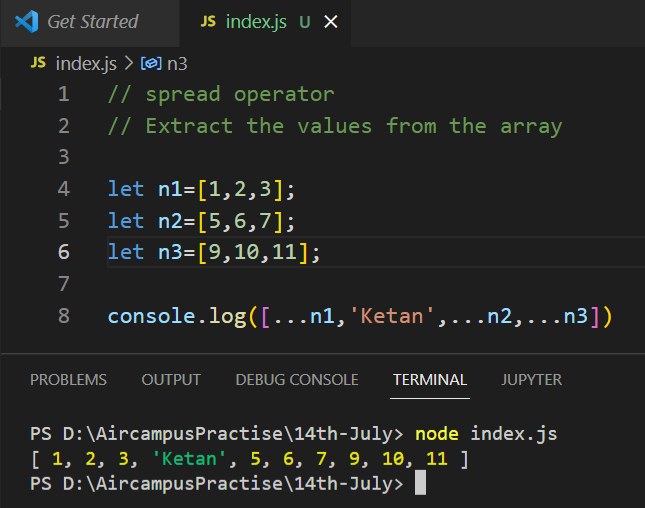 Get Started JS index.js U ×
JS index.js > n3
1 // spread operator
2 // Extract the values from the array
3
4 let n1=[1,2,3];
5 let n2=[5,6,7];
6 let n3=[9,10,11];
7
8 console.log([...n1,'Ketan',...n2,...n3])
PROBLEMS OUTPUT DEBUG CONSOLE TERMINAL JUPYTER
PS D:\AircampusPractise\14th-July> node index.js
[ 1, 2, 3, 'Ketan', 5, 6, 7, 9, 10, 11 ]
PS D:\AircampusPractise\14th-July>